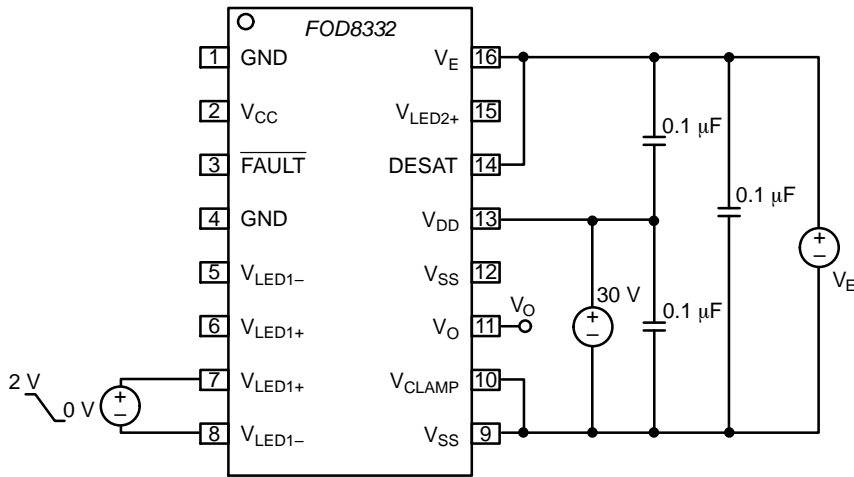 FOD8332
1 GND
2 VCC
3 FAULT
4 GND
5 VLED1–
6 VLED1+
7 VLED1+
8 VLED1–
VE 16
VLED2+ 15
DESAT 14
VDD 13
VSS 12
VO 11
VCLAMP 10
VSS 9
2 V
0 V
+
–
VO
30 V
+
–
0.1 µF
0.1 µF
0.1 µF
+
–
VE